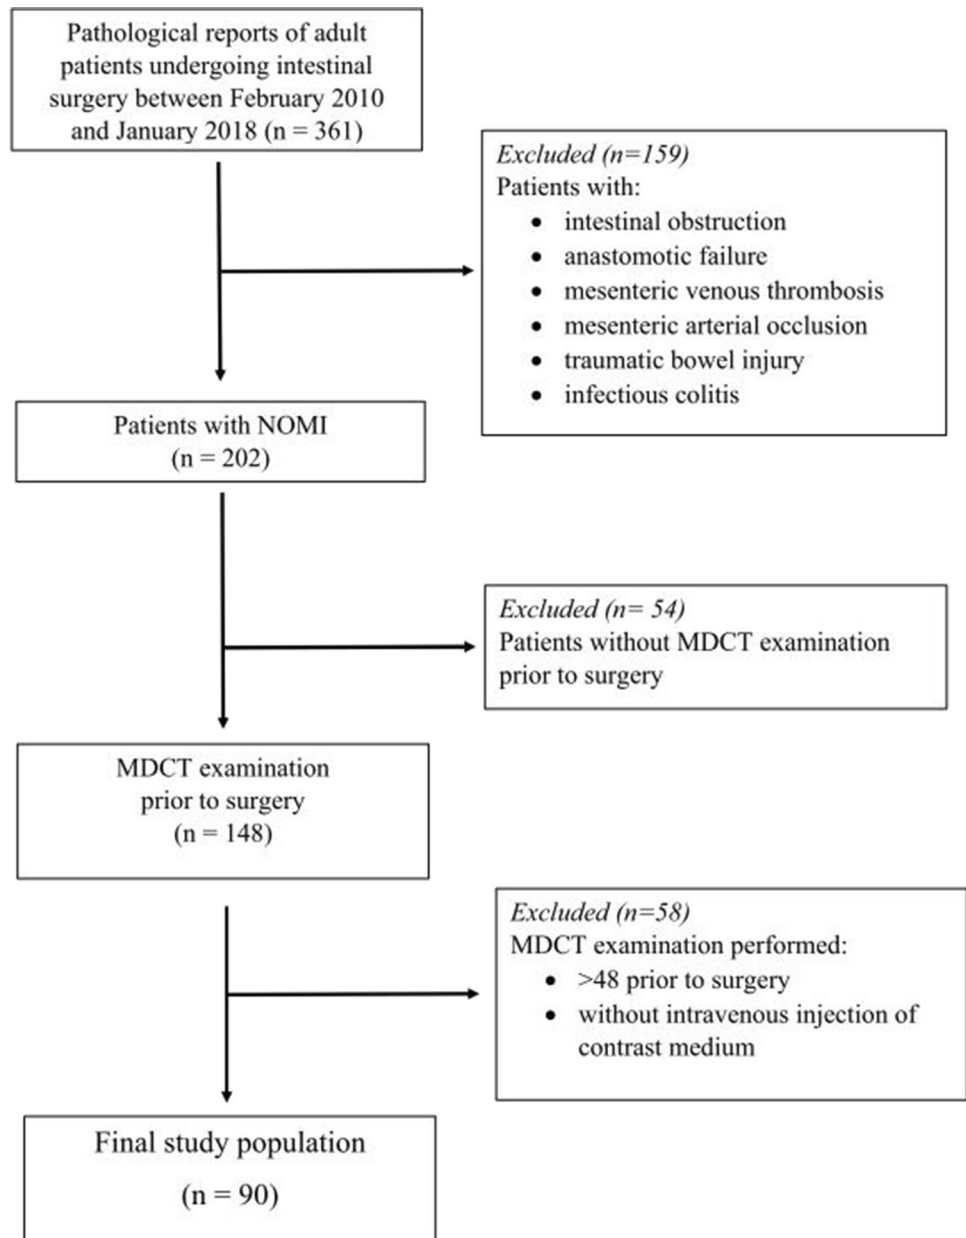 Pathological reports of adult
patients undergoing intestinal
surgery between February 2010
and January 2018 (n = 361)
Excluded (n=159)
Patients with:
• intestinal obstruction
• anastomotic failure
• mesenteric venous thrombosis
• mesenteric arterial occlusion
• traumatic bowel injury
• infectious colitis
Patients with NOMI
(n = 202)
Excluded (n= 54)
Patients without MDCT examination
prior to surgery
MDCT examination
prior to surgery
(n = 148)
Excluded (n=58)
MDCT examination performed:
• >48 prior to surgery
• without intravenous injection of
contrast medium
Final study population
(n = 90)